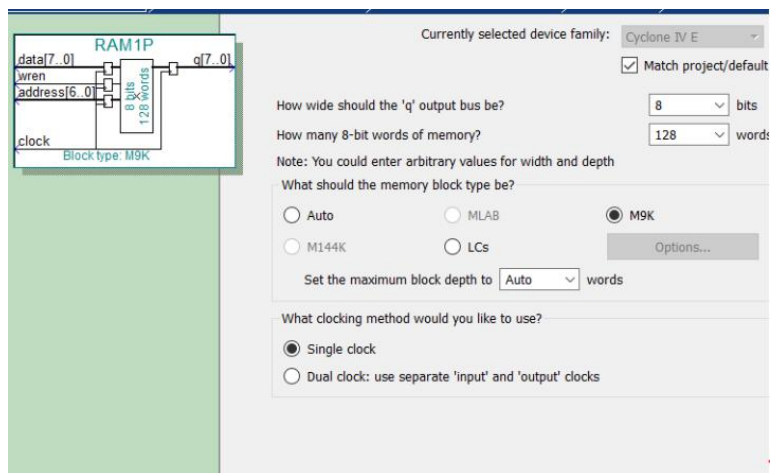 RAM1P
data[7..0]
q[7..0]
wren
address[6..0]
8 bits
128 words
clock
Block type: M9K
Currently selected device family:
Cyclone IV E
Match project/default
How wide should the 'q' output bus be?
8
bits
How many 8-bit words of memory?
128
words
Note: You could enter arbitrary values for width and depth
What should the memory block type be?
Auto
MLAB
M9K
M144K
LCs
Options...
Set the maximum block depth to
Auto
words
What clocking method would you like to use?
Single clock
Dual clock: use separate 'input' and 'output' clocks